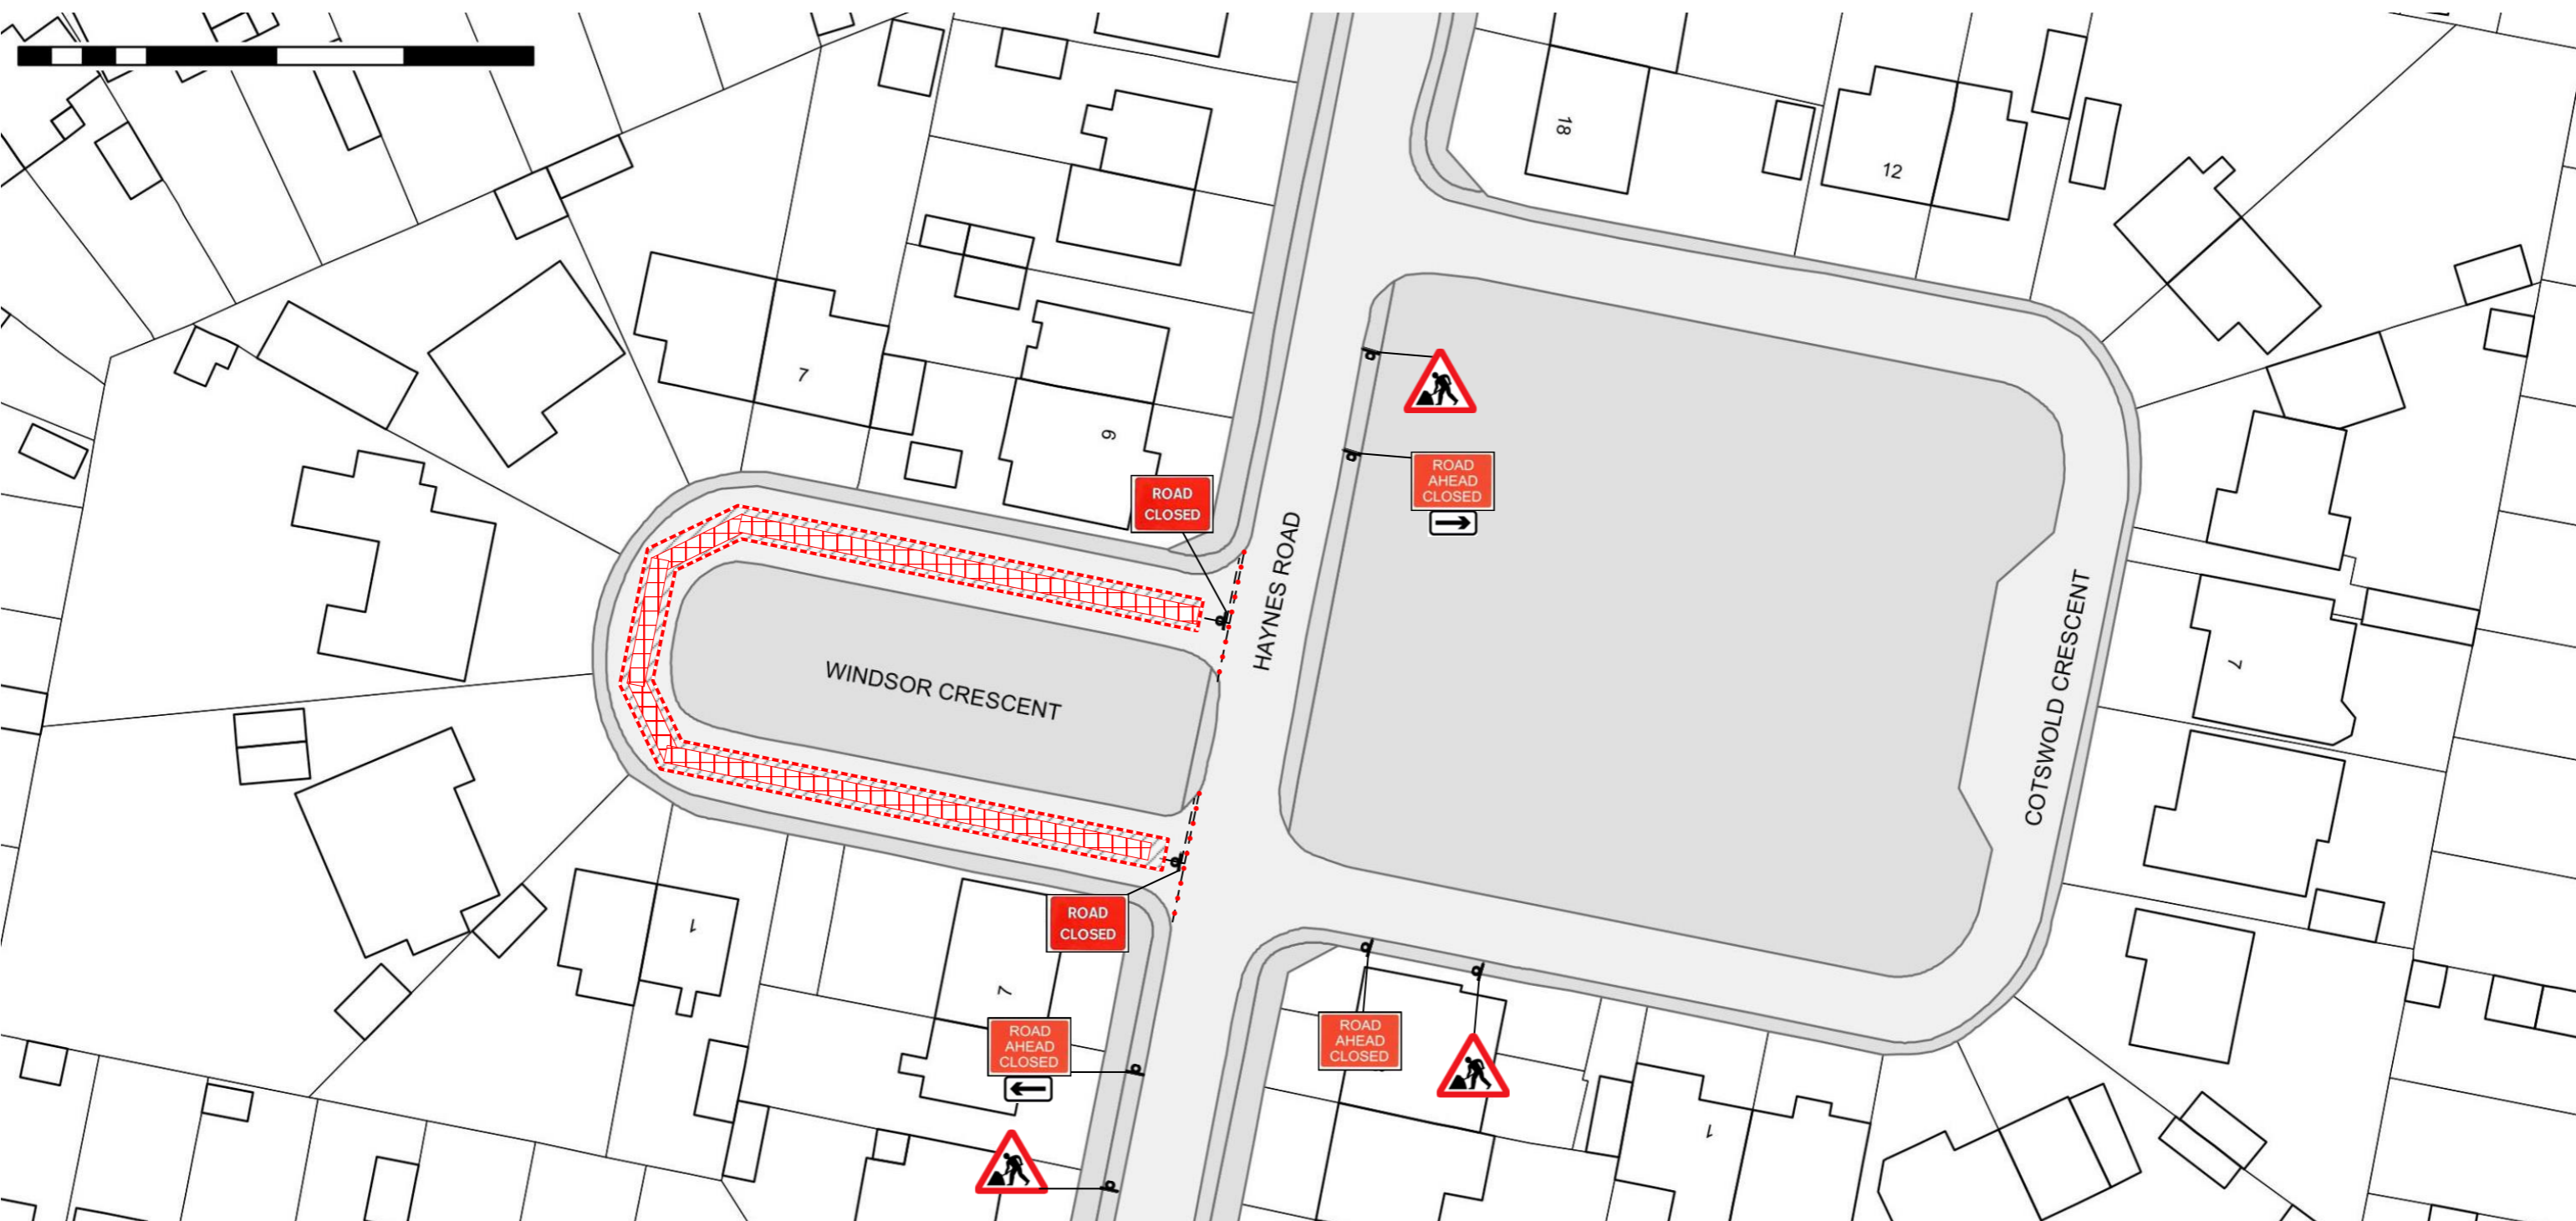 18
12
7
6
ROAD
CLOSED
ROAD
AHEAD
CLOSED
HAYNES ROAD
WINDSOR CRESCENT
COTSWOLD CRESCENT
7
1
ROAD
CLOSED
7
ROAD
AHEAD
CLOSED
ROAD
AHEAD
CLOSED
1